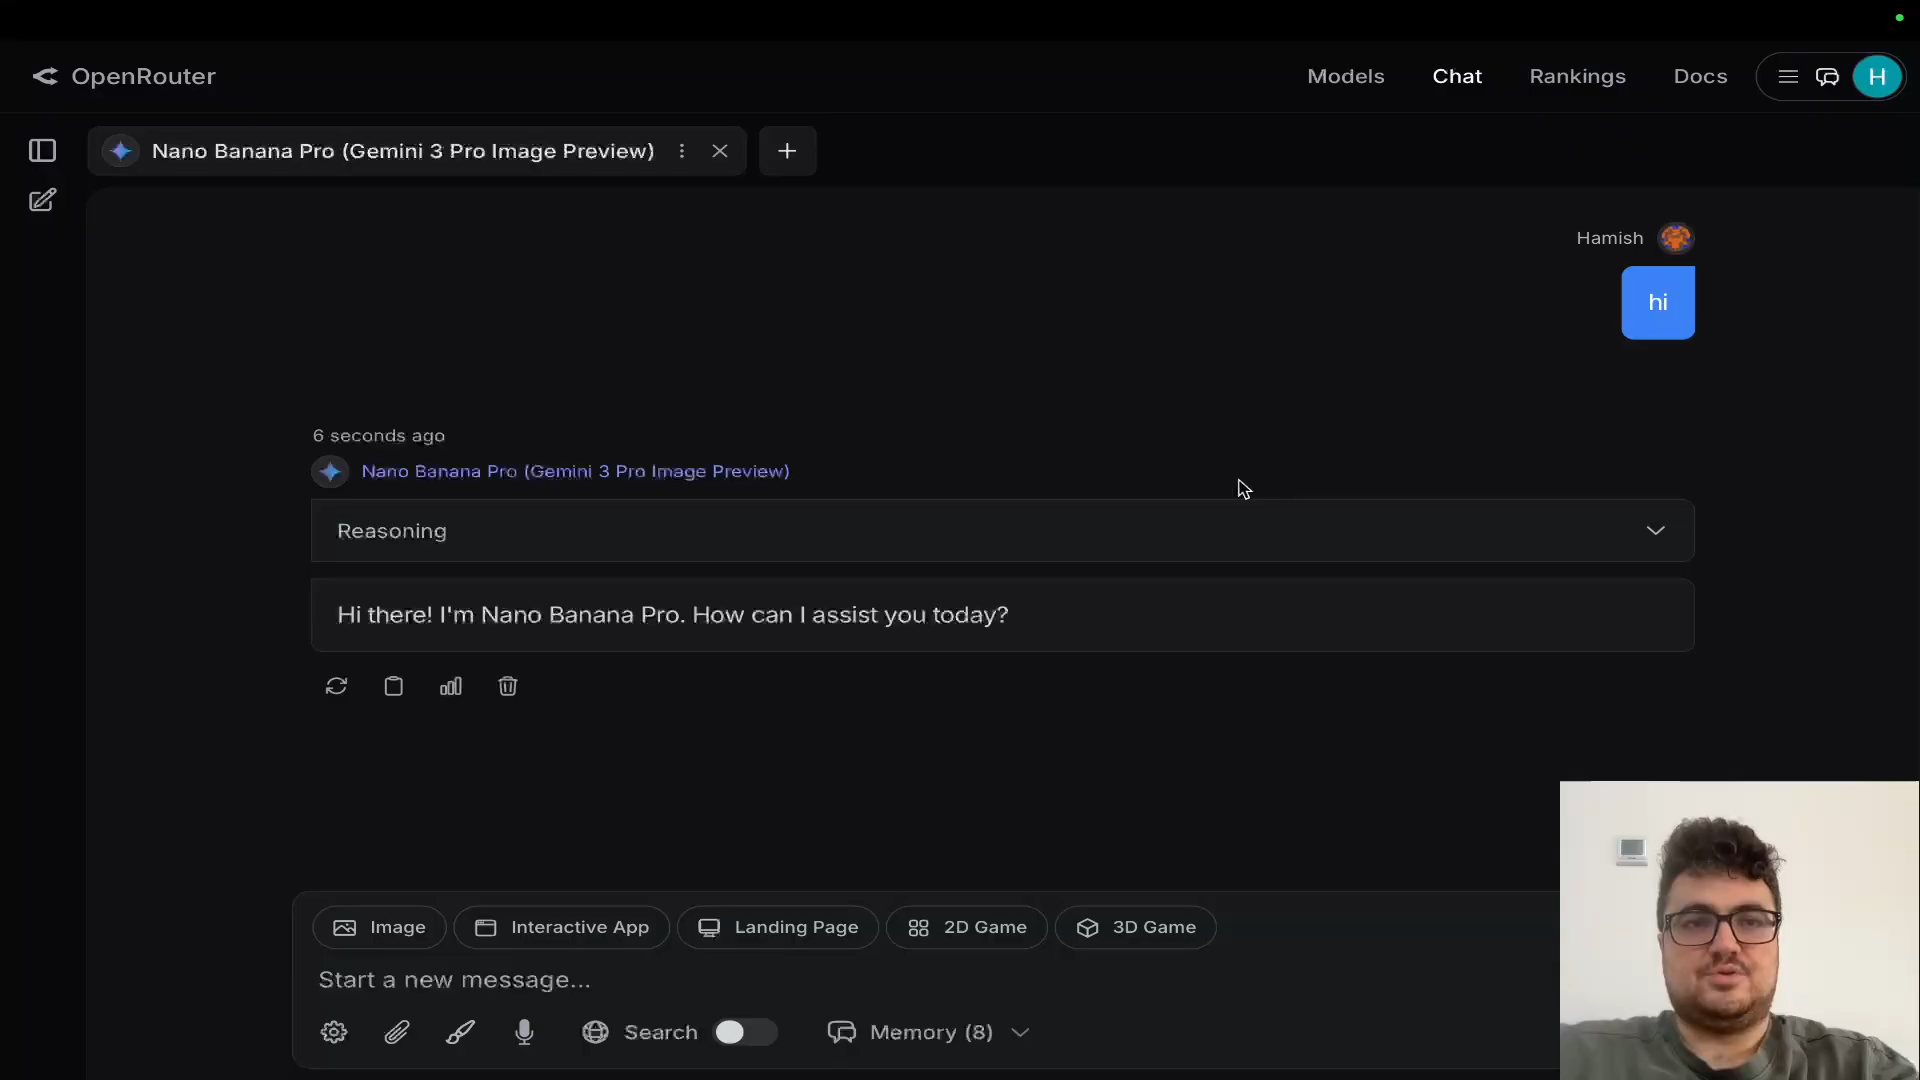 OpenRouter
Models
Chat
Rankings
Docs
H
Nano Banana Pro (Gemini 3 Pro Image Preview)
Hamish
hi
6 seconds ago
Nano Banana Pro (Gemini 3 Pro Image Preview)
Reasoning
Hi there! I'm Nano Banana Pro. How can I assist you today?
Image
Interactive App
Landing Page
2D Game
3D Game
Start a new message...
Search
Memory (8)